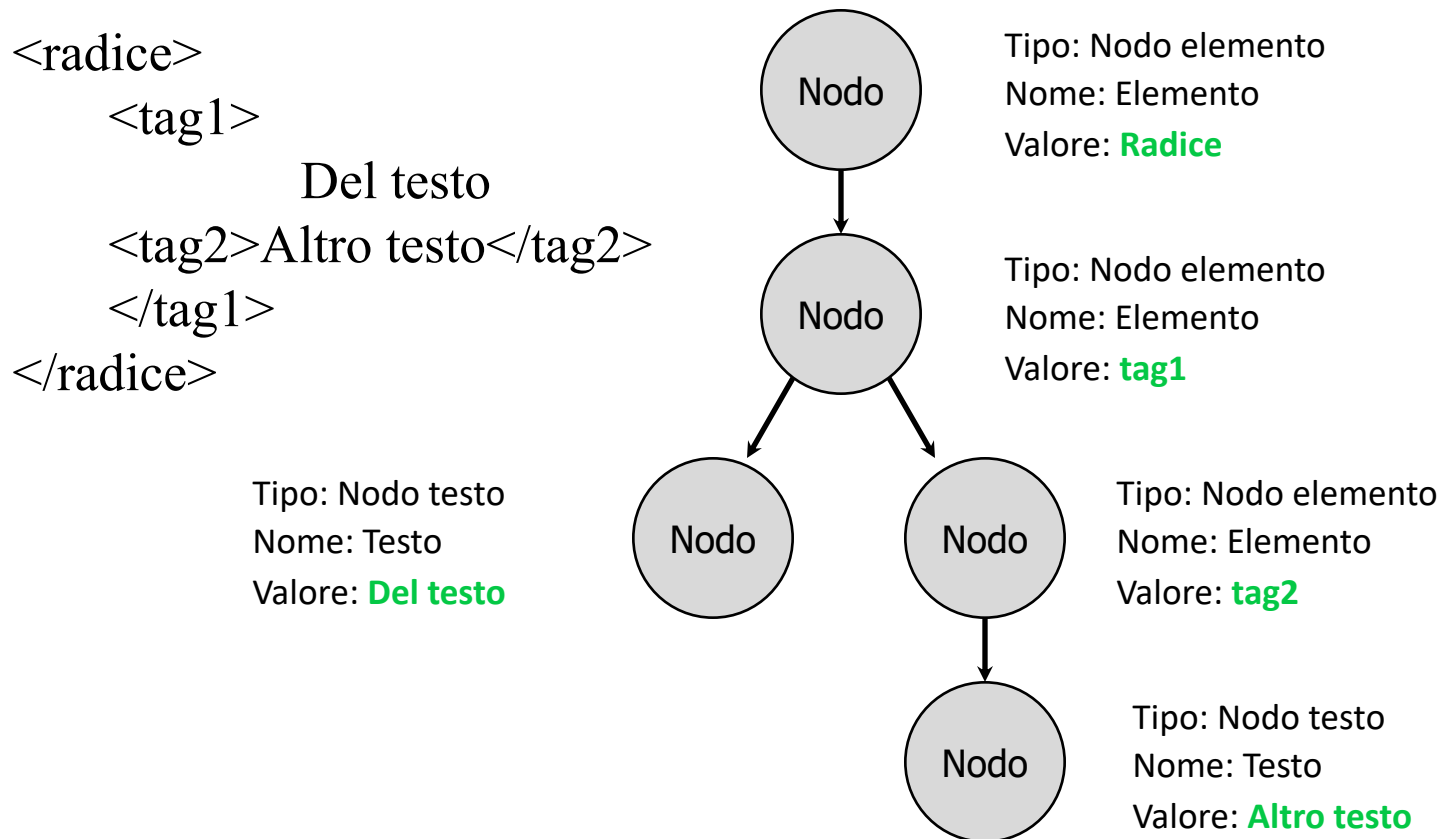 <radice>
<tag1>
Del testo
<tag2>Altro testo</tag2>
</tag1>
</radice>
Nodo
Tipo: Nodo elemento
Nome: Elemento
Valore: Radice
Nodo
Tipo: Nodo elemento
Nome: Elemento
Valore: tag1
Tipo: Nodo testo
Nome: Testo
Valore: Del testo
Nodo
Nodo
Tipo: Nodo elemento
Nome: Elemento
Valore: tag2
Nodo
Tipo: Nodo testo
Nome: Testo
Valore: Altro testo